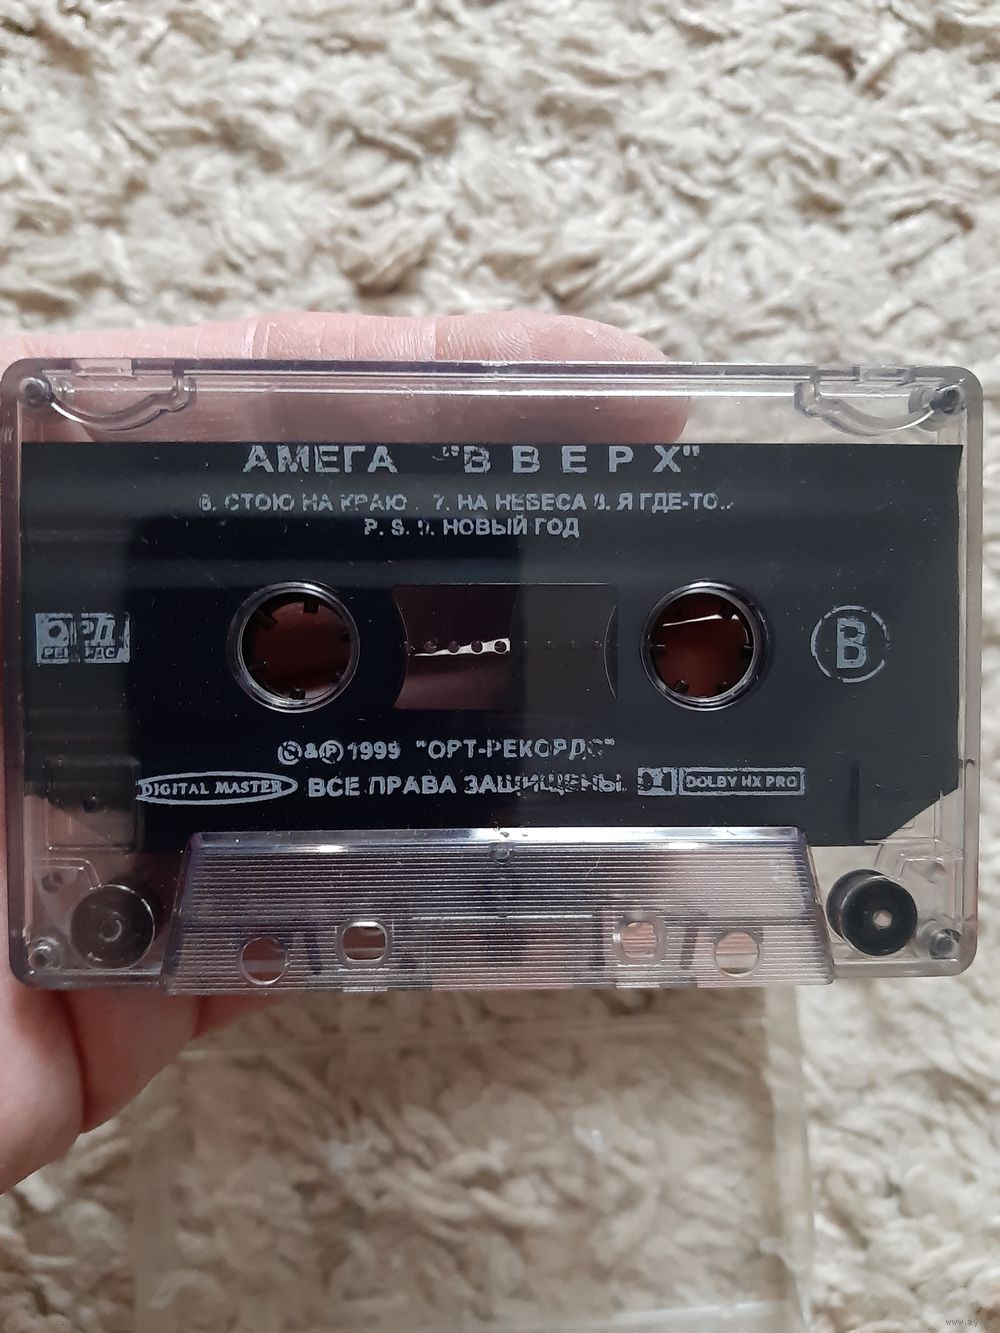 АМЕГА "ВВЕРХ"
6. СТОЮ НА КРАЮ.. 7. НА НЕБЕСА 8. Я ГДЕ-ТО..
P. S. 9. НОВЫЙ ГОД
ОРТ
РЕКОРДС
B
©&℗1999 "ОРТ-РЕКОРДС"
DIGITAL MASTER ВСЕ ПРАВА ЗАЩИЩЕНЫ DOLBY HX PRO